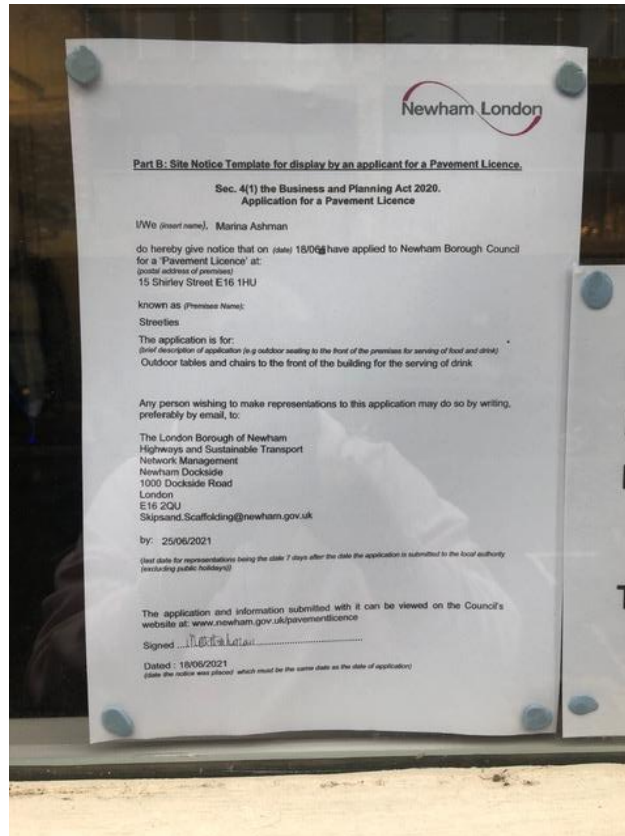 Newham London
Part B: Site Notice Template for display by an applicant for a Pavement Licence.
Sec. 4(1) the Business and Planning Act 2020.
Application for a Pavement Licence
I/We (insert name), Marina Ashman
do hereby give notice that on (date) 18/06 have applied to Newham Borough Council
for a 'Pavement Licence' at:
(postal address of premises)
15 Shirley Street E16 1HU
known as (Premises Name):
Streeties
The application is for:
(brief description of application (e.g outdoor seating to the front of the premises for serving of food and drink)
Outdoor tables and chairs to the front of the building for the serving of drink
Any person wishing to make representations to this application may do so by writing,
preferably by email, to:
The London Borough of Newham
Highways and Sustainable Transport
Network Management
Newham Dockside
1000 Dockside Road
London
E16 2QU
Skipsand.Scaffolding@newham.gov.uk
by: 25/06/2021
(last date for representations being the date 7 days after the date the application is submitted to the local authority
(excluding public holidays))
The application and information submitted with it can be viewed on the Council's
website at: www.newham.gov.uk/pavementlicence
Signed
Dated : 18/06/2021
(date the notice was placed which must be the same date as the date of application)